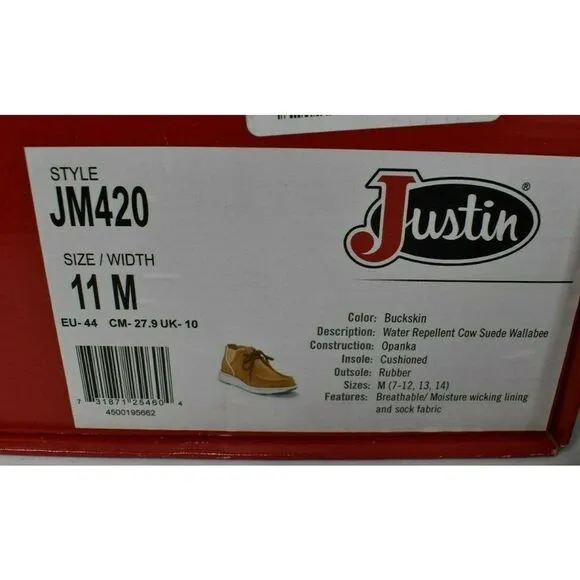 STYLE
JM420
SIZE / WIDTH
11 M
EU- 44 CM- 27.9 UK- 10
7 31871 25460 4
4500195662
Justin®
Color: Buckskin
Description: Water Repellent Cow Suede Wallabee
Construction: Opanka
Insole: Cushioned
Outsole: Rubber
Sizes: M (7-12, 13, 14)
Features: Breathable/ Moisture wicking lining
and sock fabric